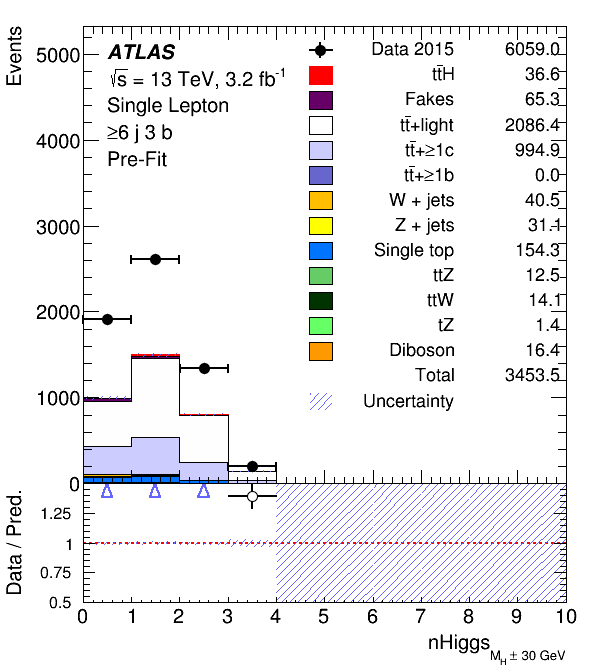 Events
5000
4000
3000
2000
1000
0
ATLAS
√s = 13 TeV, 3.2 fb⁻¹
Single Lepton
≥6 j 3 b
Pre-Fit
Data 2015 6059.0
tt̄H 36.6
Fakes 65.3
tt̄+light 2086.4
tt̄+≥1c 994.9
tt̄+≥1b 0.0
W + jets 40.5
Z + jets 31.1
Single top 154.3
ttZ 12.5
ttW 14.1
tZ 1.4
Diboson 16.4
Total 3453.5
Uncertainty
Data / Pred.
1.25
1
0.75
0.5
0 1 2 3 4 5 6 7 8 9 10
nHiggs M_H ± 30 GeV